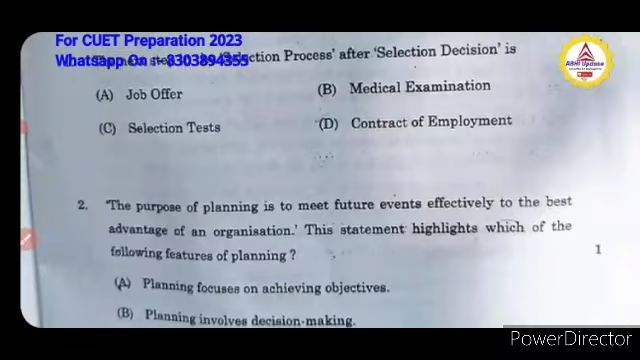 For CUET Preparation 2023
Whatsapp On :- 8303894355
Process' after 'Selection Decision' is
ABHI Update
(A) Job Offer
(B) Medical Examination
(C) Selection Tests
(D) Contract of Employment
2. 'The purpose of planning is to meet future events effectively to the best
advantage of an organisation.' This statement highlights which of the
following features of planning ?
1
(A) Planning focuses on achieving objectives.
(B) Planning involves decision-making.
PowerDirector